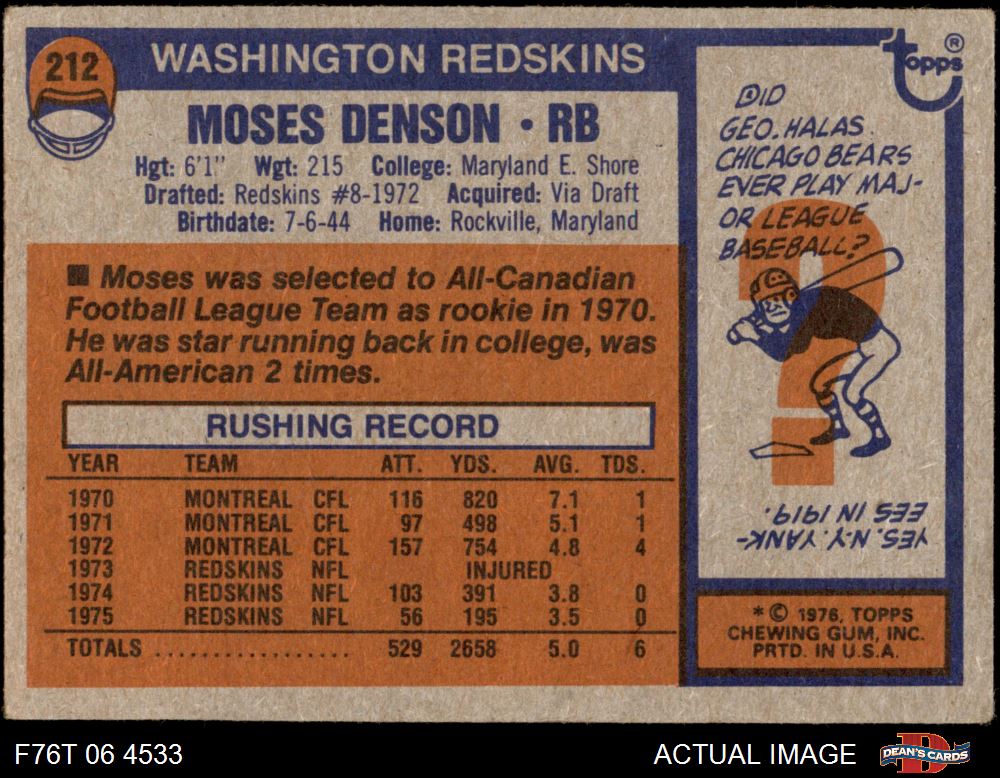 212
WASHINGTON REDSKINS
MOSES DENSON • RB
Hgt: 6'1" Wgt: 215 College: Maryland E. Shore
Drafted: Redskins #8-1972 Acquired: Via Draft
Birthdate: 7-6-44 Home: Rockville, Maryland
Moses was selected to All-Canadian
Football League Team as rookie in 1970.
He was star running back in college, was
All-American 2 times.
RUSHING RECORD
YEAR TEAM ATT. YDS. AVG. TDS.
1970 MONTREAL CFL 116 820 7.1 1
1971 MONTREAL CFL 97 498 5.1 1
1972 MONTREAL CFL 157 754 4.8 4
1973 REDSKINS NFL INJURED
1974 REDSKINS NFL 103 391 3.8 0
1975 REDSKINS NFL 56 195 3.5 0
TOTALS .................. 529 2658 5.0 6
topps ®
DID
GEO. HALAS
CHICAGO BEARS
EVER PLAY MAJ-
OR LEAGUE
BASEBALL?
?
YES. N.Y. YANK-
EES IN 1919.
* © 1976, TOPPS
CHEWING GUM, INC.
PRTD. IN U.S.A.
F76T 06 4533
ACTUAL IMAGE
D
DEAN'S CARDS